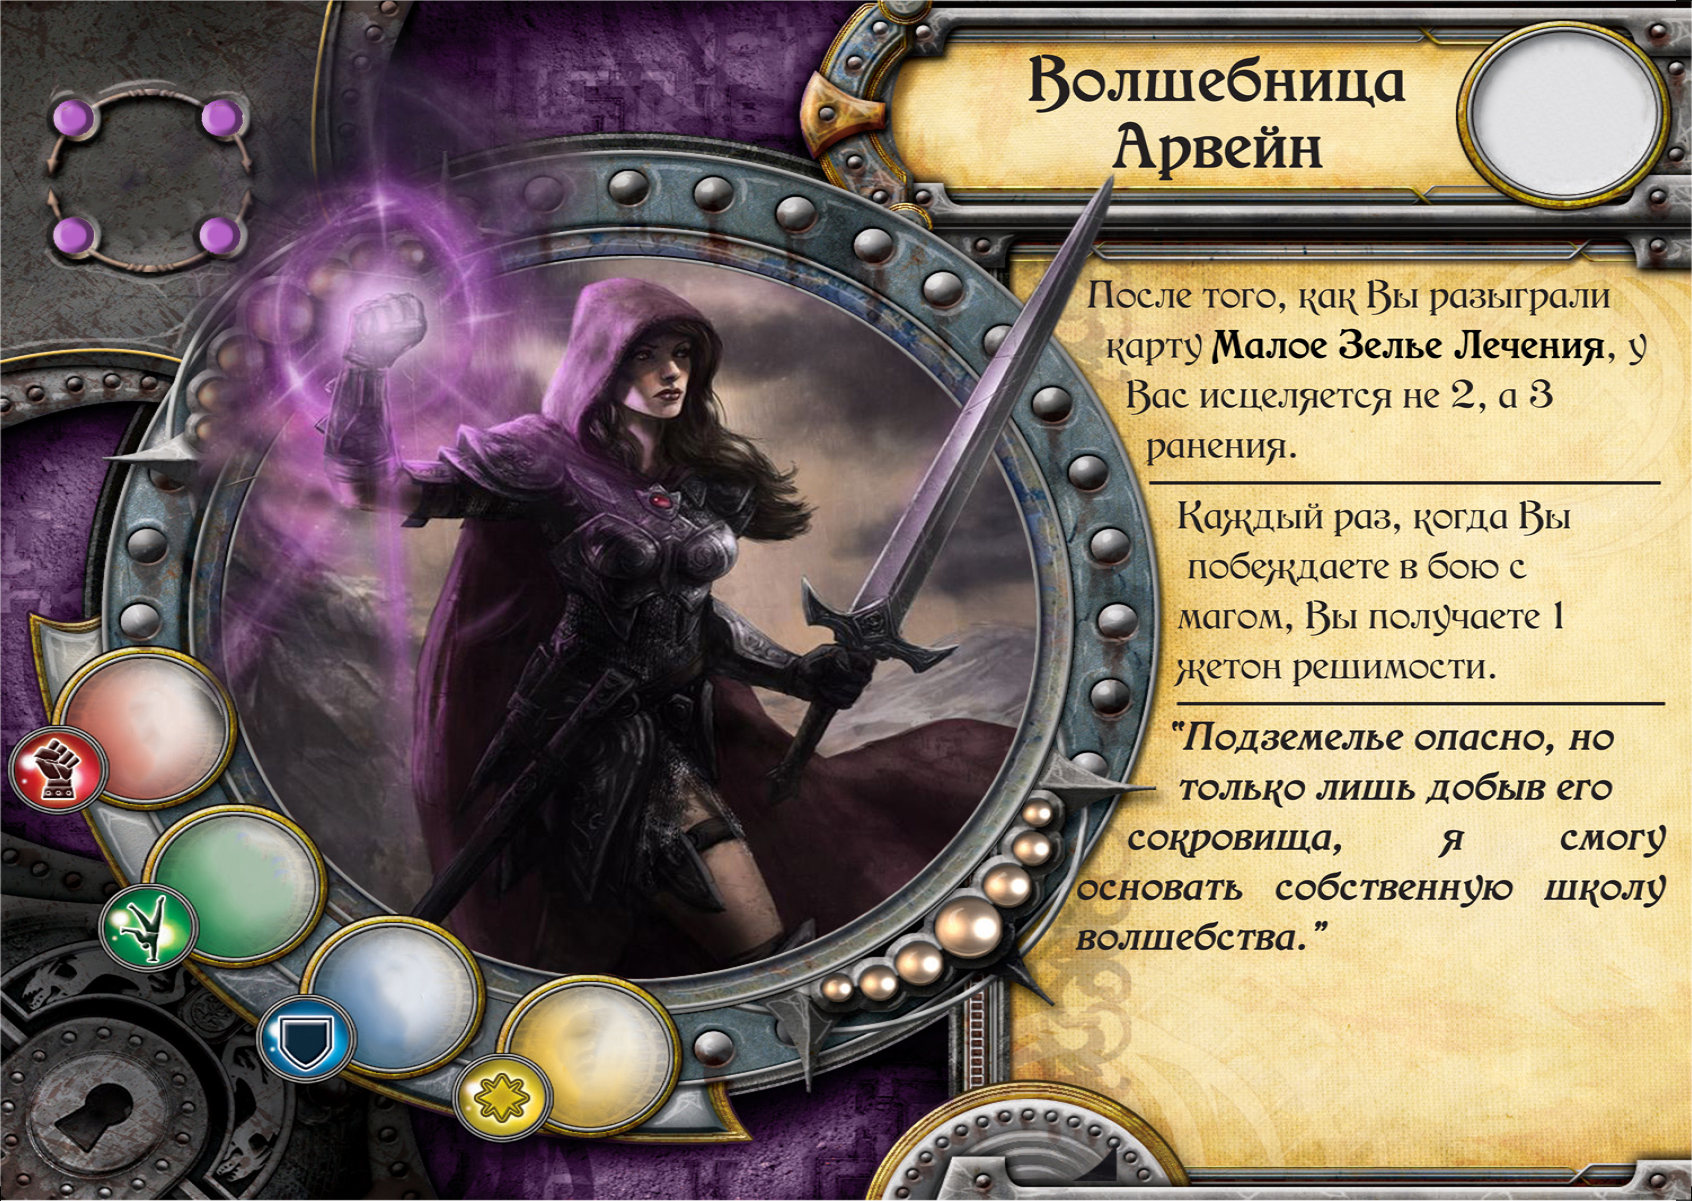 Волшебница
Арвейн
После того, как Вы разыграли
карту Малое Зелье Лечения, у
Вас исцеляется не 2, а 3
ранения.
Каждый раз, когда Вы
побеждаете в бою с
магом, Вы получаете 1
жетон решимости.
“Подземелье опасно, но
только лишь добыв его
сокровища, я смогу
основать собственную школу
волшебства.”